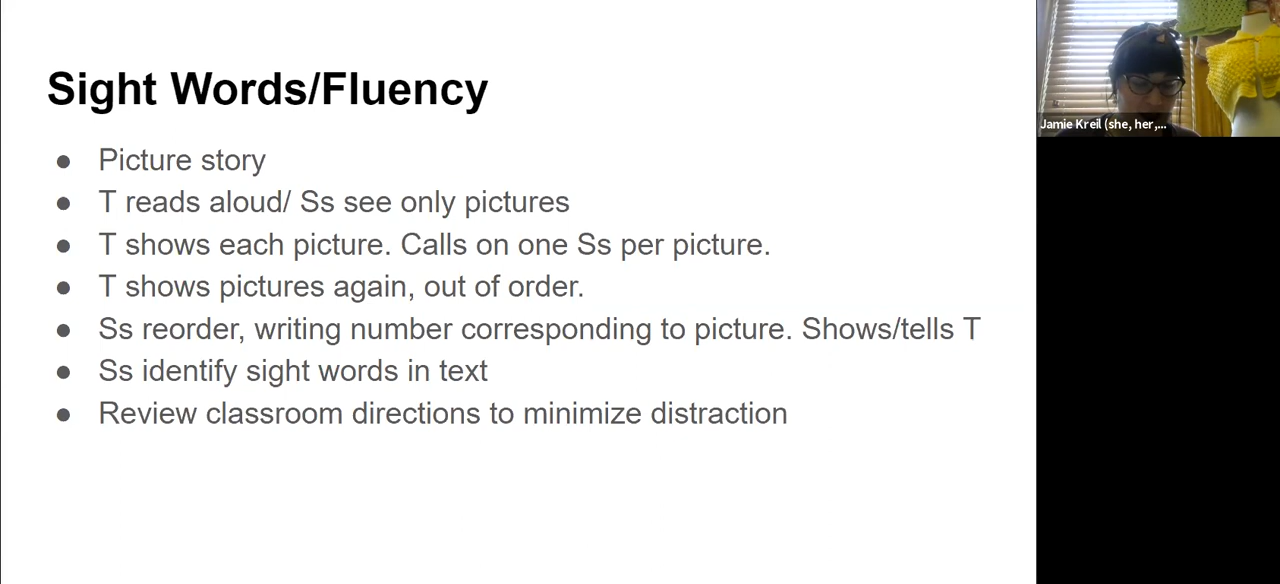 Sight Words/Fluency
● Picture story
● T reads aloud/ Ss see only pictures
● T shows each picture. Calls on one Ss per picture.
● T shows pictures again, out of order.
● Ss reorder, writing number corresponding to picture. Shows/tells T
● Ss identify sight words in text
● Review classroom directions to minimize distraction
Jamie Kreil (she, her,...